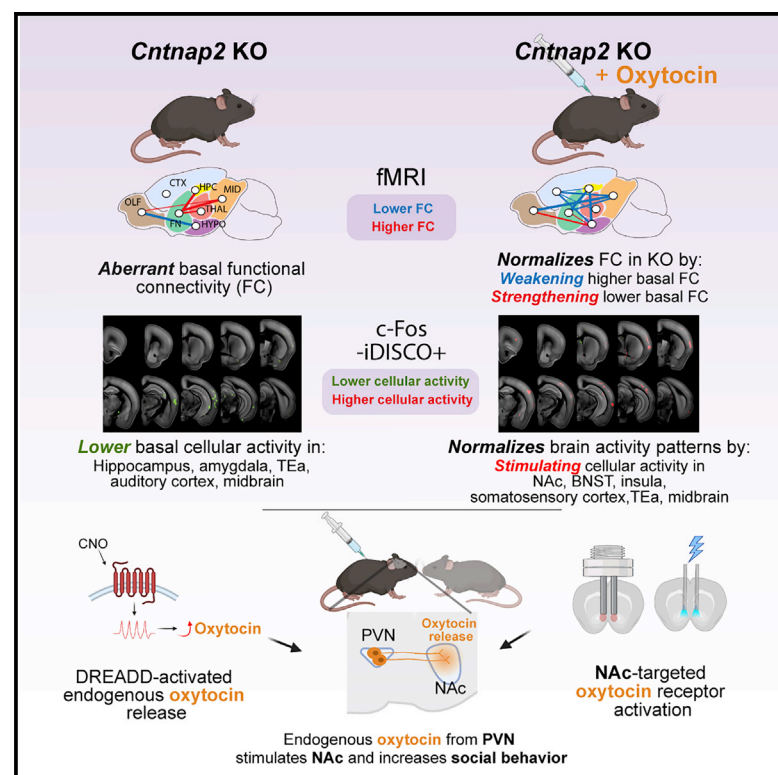 Cntnap2 KO
Cntnap2 KO
+ Oxytocin
CTX
HPC
MID
OLF
THAL
FN
HYPO
fMRI
Lower FC
Higher FC
Aberrant basal functional
connectivity (FC)
Normalizes FC in KO by:
Weakening higher basal FC
Strengthening lower basal FC
c-Fos
-iDISCO+
Lower cellular activity
Higher cellular activity
Lower basal cellular activity in:
Hippocampus, amygdala, TEa,
auditory cortex, midbrain
Normalizes brain activity patterns by:
Stimulating cellular activity in
NAc, BNST, insula,
somatosensory cortex,TEa, midbrain
CNO
Oxytocin
DREADD-activated
endogenous oxytocin
release
PVN
Oxytocin
release
NAc
NAc-targeted
oxytocin receptor
activation
Endogenous oxytocin from PVN
stimulates NAc and increases social behavior